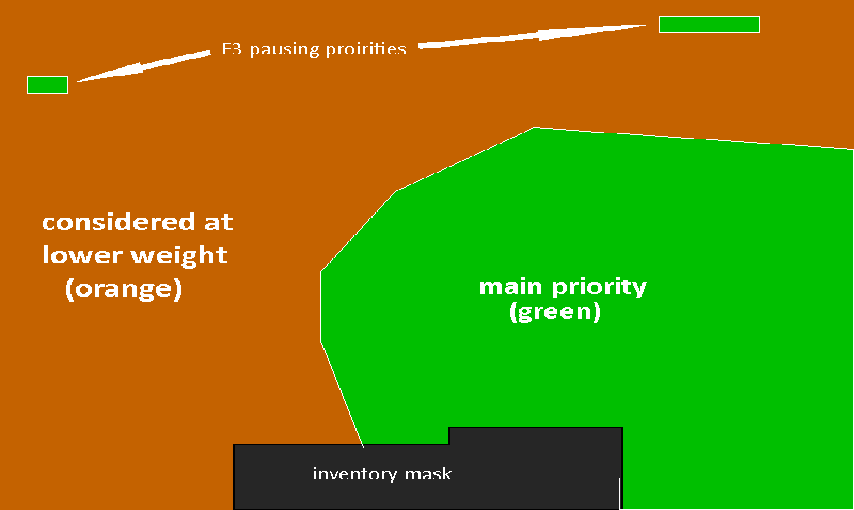 F3 pausing proirities
considered at
lower weight
(orange)
main priority
(green)
inventory mask